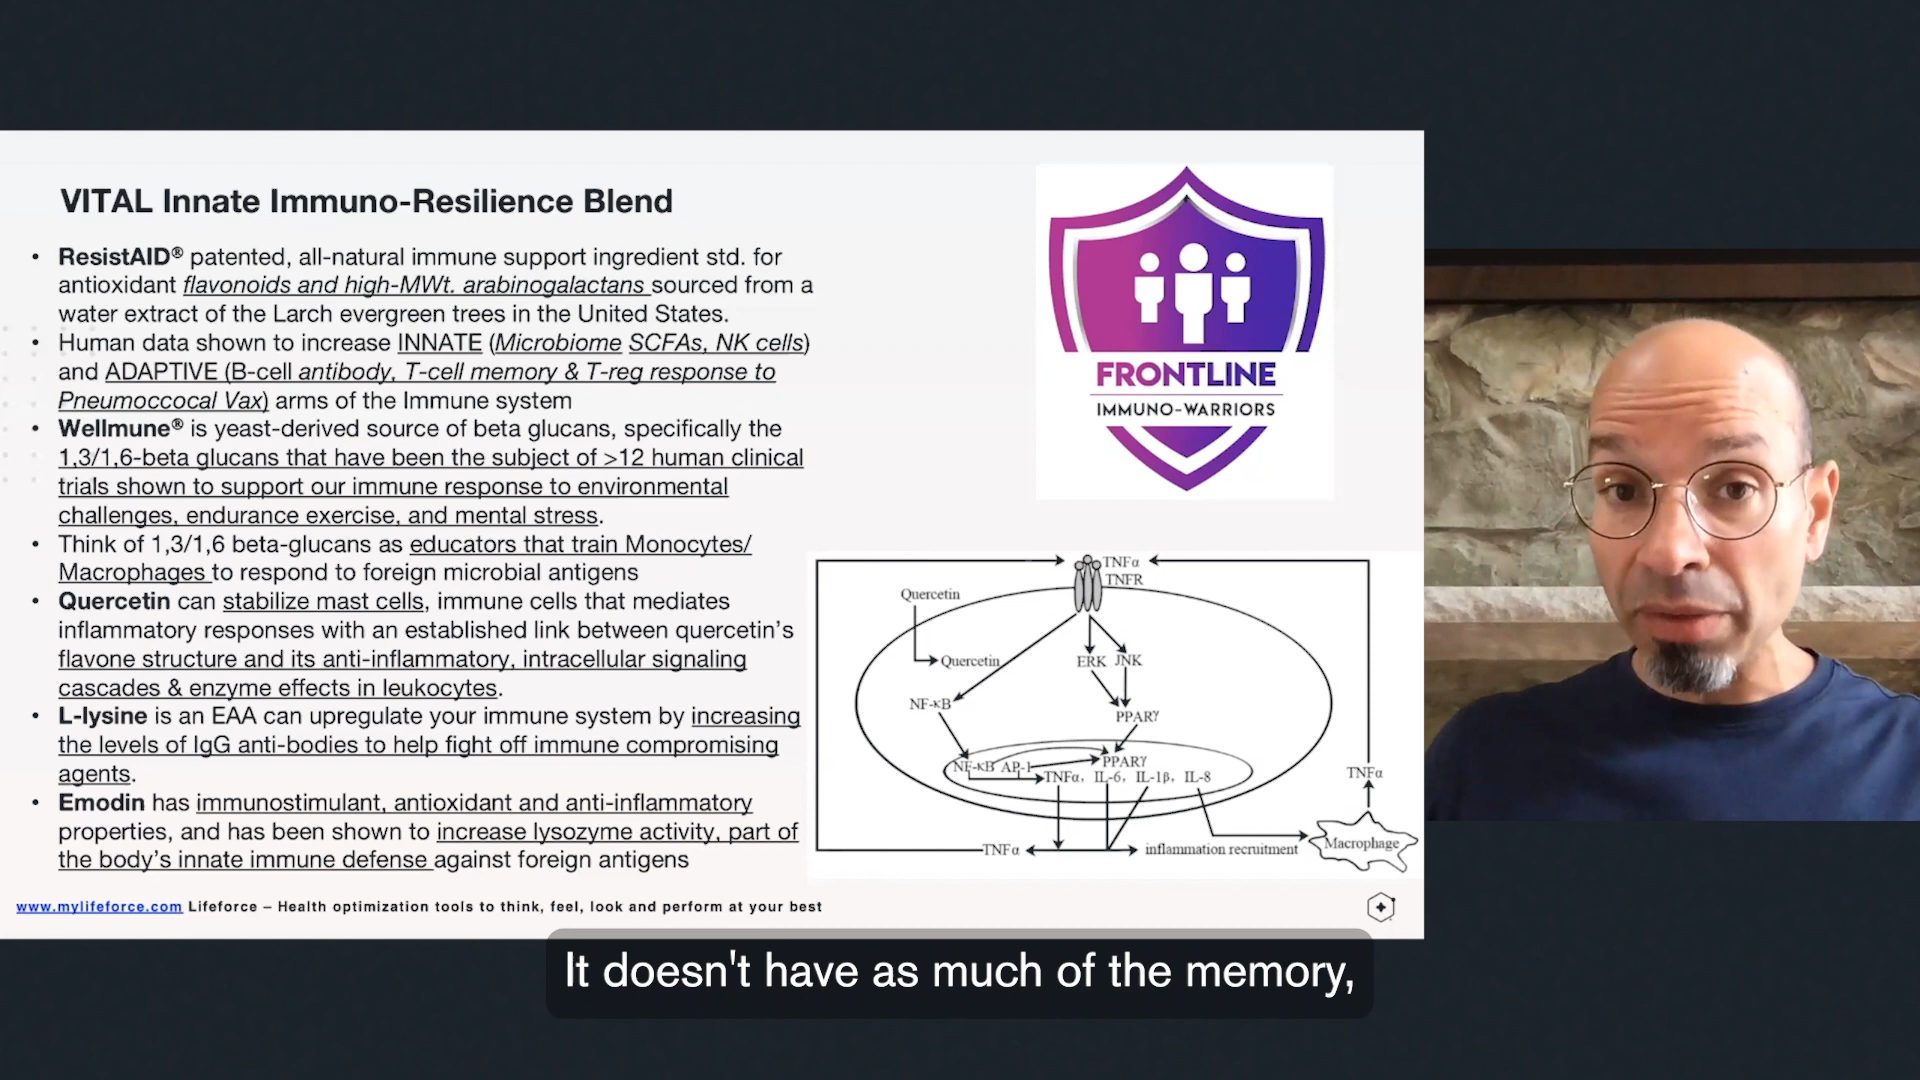 VITAL Innate Immuno-Resilience Blend
• ResistAID® patented, all-natural immune support ingredient std. for
antioxidant flavonoids and high-MWt. arabinogalactans sourced from a
water extract of the Larch evergreen trees in the United States.
• Human data shown to increase INNATE (Microbiome SCFAs, NK cells)
and ADAPTIVE (B-cell antibody, T-cell memory & T-reg response to
Pneumoccocal Vax) arms of the Immune system
• Wellmune® is yeast-derived source of beta glucans, specifically the
1,3/1,6-beta glucans that have been the subject of >12 human clinical
trials shown to support our immune response to environmental
challenges, endurance exercise, and mental stress.
• Think of 1,3/1,6 beta-glucans as educators that train Monocytes/
Macrophages to respond to foreign microbial antigens
• Quercetin can stabilize mast cells, immune cells that mediates
inflammatory responses with an established link between quercetin's
flavone structure and its anti-inflammatory, intracellular signaling
cascades & enzyme effects in leukocytes.
• L-lysine is an EAA can upregulate your immune system by increasing
the levels of IgG anti-bodies to help fight off immune compromising
agents.
• Emodin has immunostimulant, antioxidant and anti-inflammatory
properties, and has been shown to increase lysozyme activity, part of
the body's innate immune defense against foreign antigens
FRONTLINE
IMMUNO-WARRIORS
TNFα
TNFR
Quercetin
Quercetin
ERK JNK
NF-κB
PPARγ
NF-κB AP-1
PPARγ
TNFα, IL-6, IL-1β, IL-8
TNFα
Macrophage
TNFα
inflammation recruitment
www.mylifeforce.com Lifeforce – Health optimization tools to think, feel, look and perform at your best
It doesn't have as much of the memory,